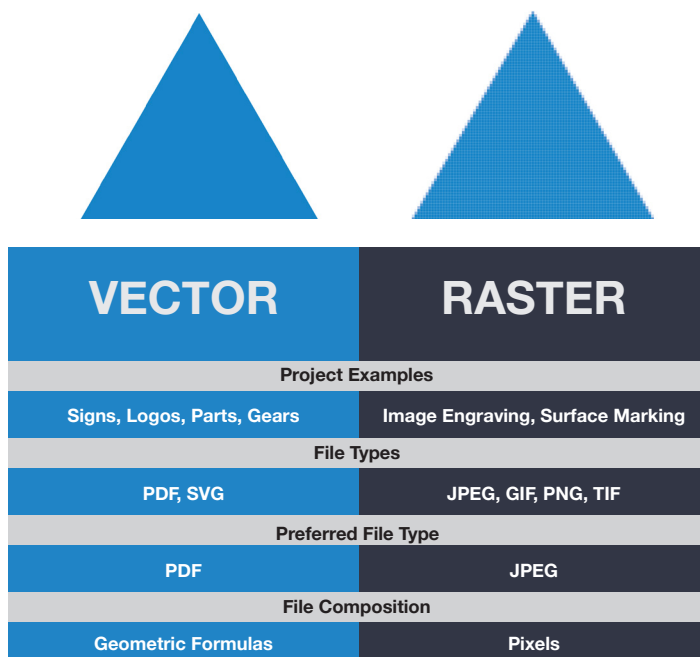 VECTOR RASTER
Project Examples
Signs, Logos, Parts, Gears Image Engraving, Surface Marking
File Types
PDF, SVG JPEG, GIF, PNG, TIF
Preferred File Type
PDF JPEG
File Composition
Geometric Formulas Pixels